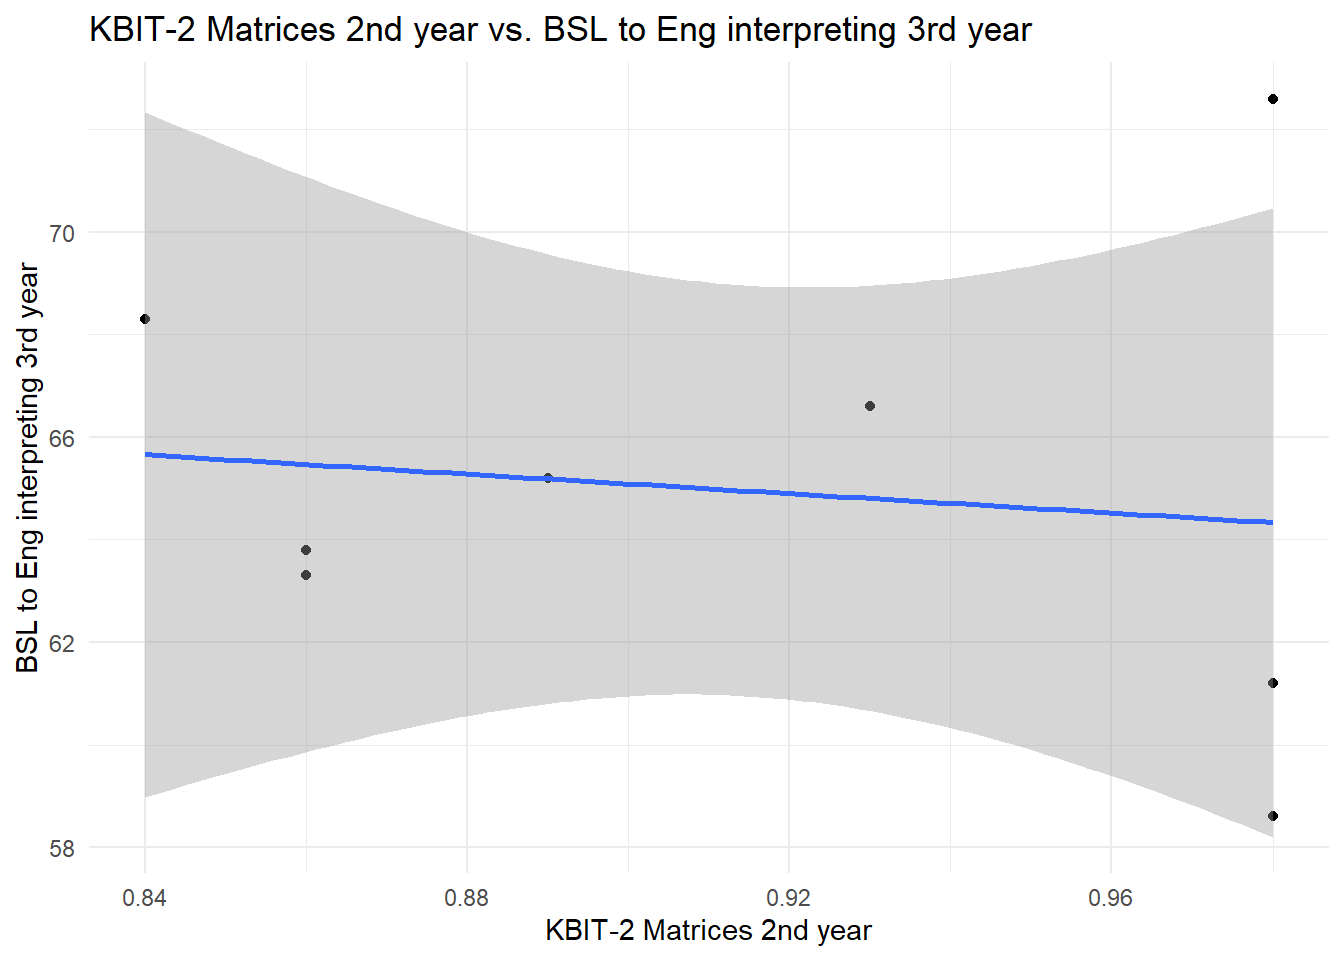 KBIT-2 Matrices 2nd year vs. BSL to Eng interpreting 3rd year
BSL to Eng interpreting 3rd year
70
66
62
58
0.84
0.88
0.92
0.96
KBIT-2 Matrices 2nd year